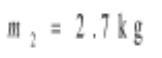 m₂ = 2.7kg